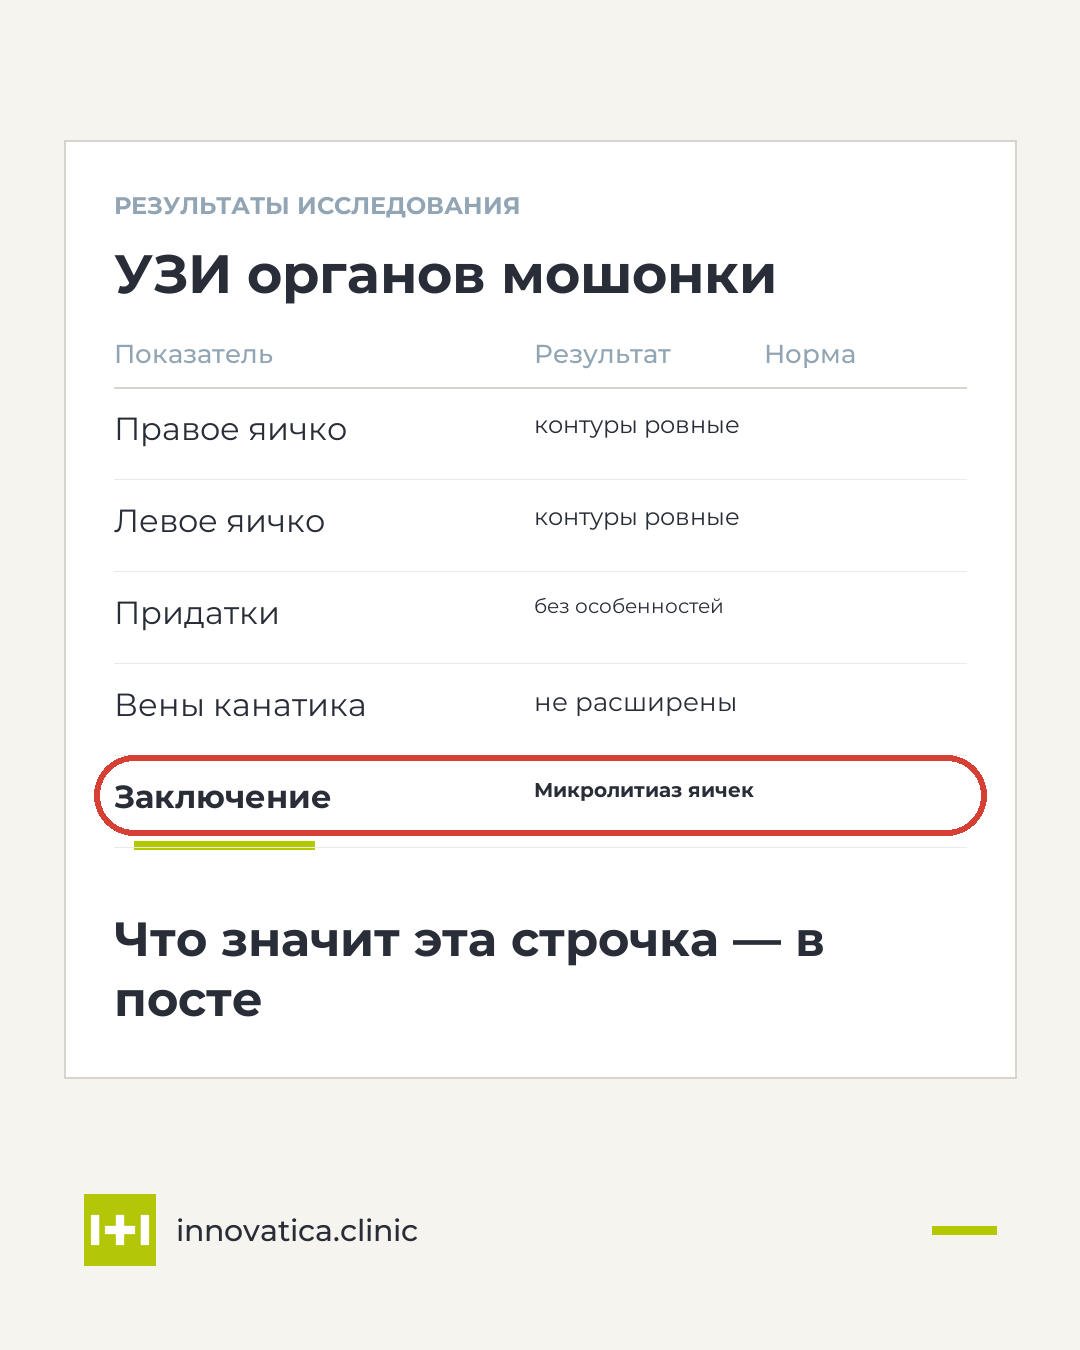 РЕЗУЛЬТАТЫ ИССЛЕДОВАНИЯ
УЗИ органов мошонки
Показатель Результат Норма
Правое яичко контуры ровные
Левое яичко контуры ровные
Придатки без особенностей
Вены канатика не расширены
Заключение Микролитиаз яичек
Что значит эта строчка — в
посте
innovatica.clinic